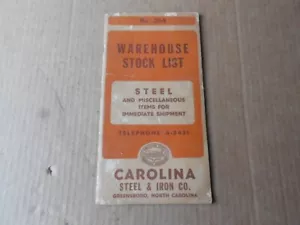 No.
WAREHOUSE
STOCK LIST
STEEL
AND MISCELLANEOUS
ITEMS FOR
IMMEDIATE SHIPMENT
TELEPHONE
CAROLINA
STEEL & IRON CO.
GREENSBORO, NORTH CAROLINA